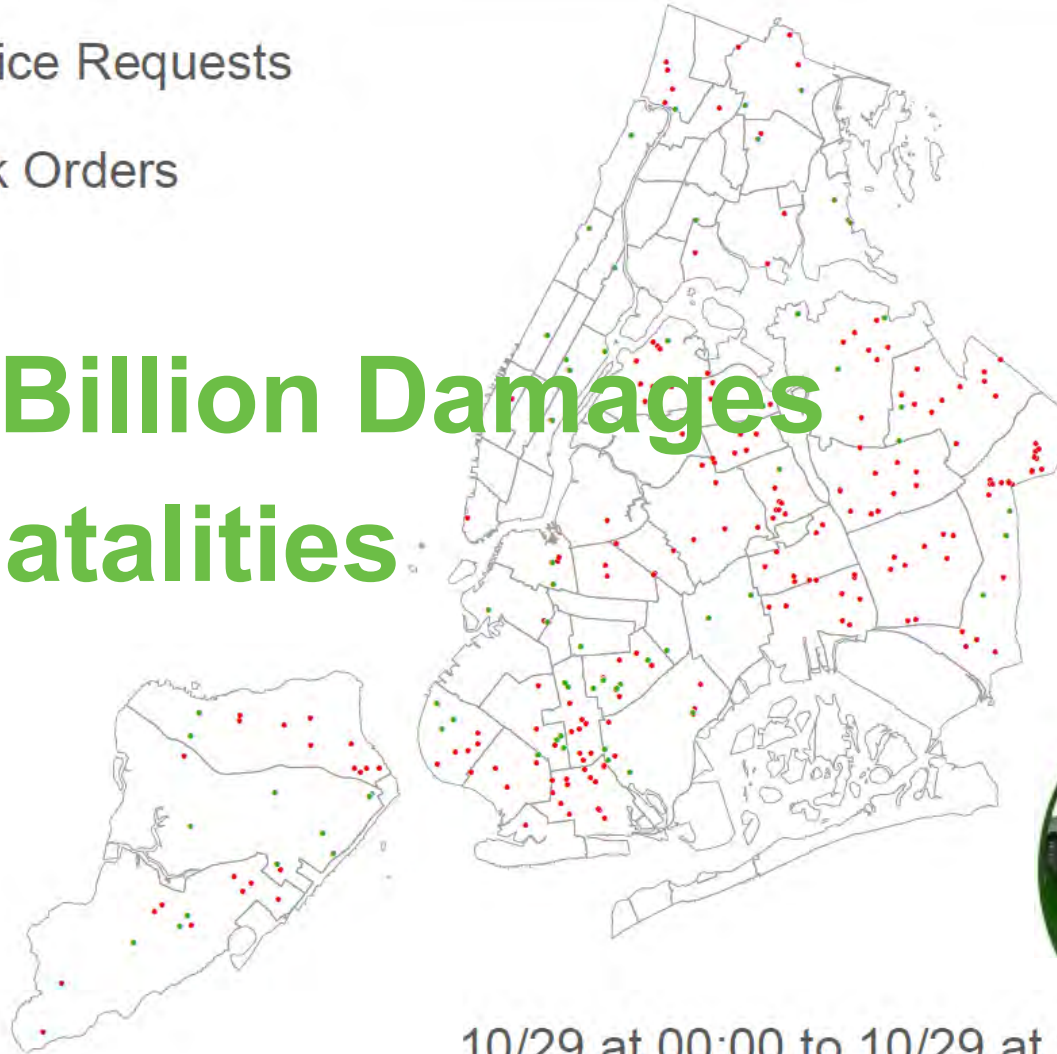 ice Requests
k Orders
Billion Damages
atalities
10/29 at 00:00 to 10/29 at